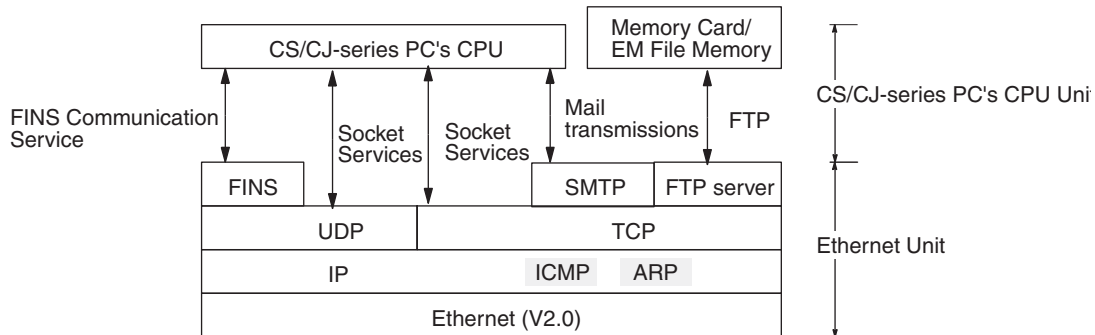 CS/CJ-series PC's CPU
Memory Card/
EM File Memory
CS/CJ-series PC's CPU Uni
FINS Communication
Service
Socket
Services
Socket
Services
Mail
transmissions
FTP
FINS
SMTP
FTP server
UDP
TCP
Ethernet Unit
IP
ICMP
ARP
Ethernet (V2.0)